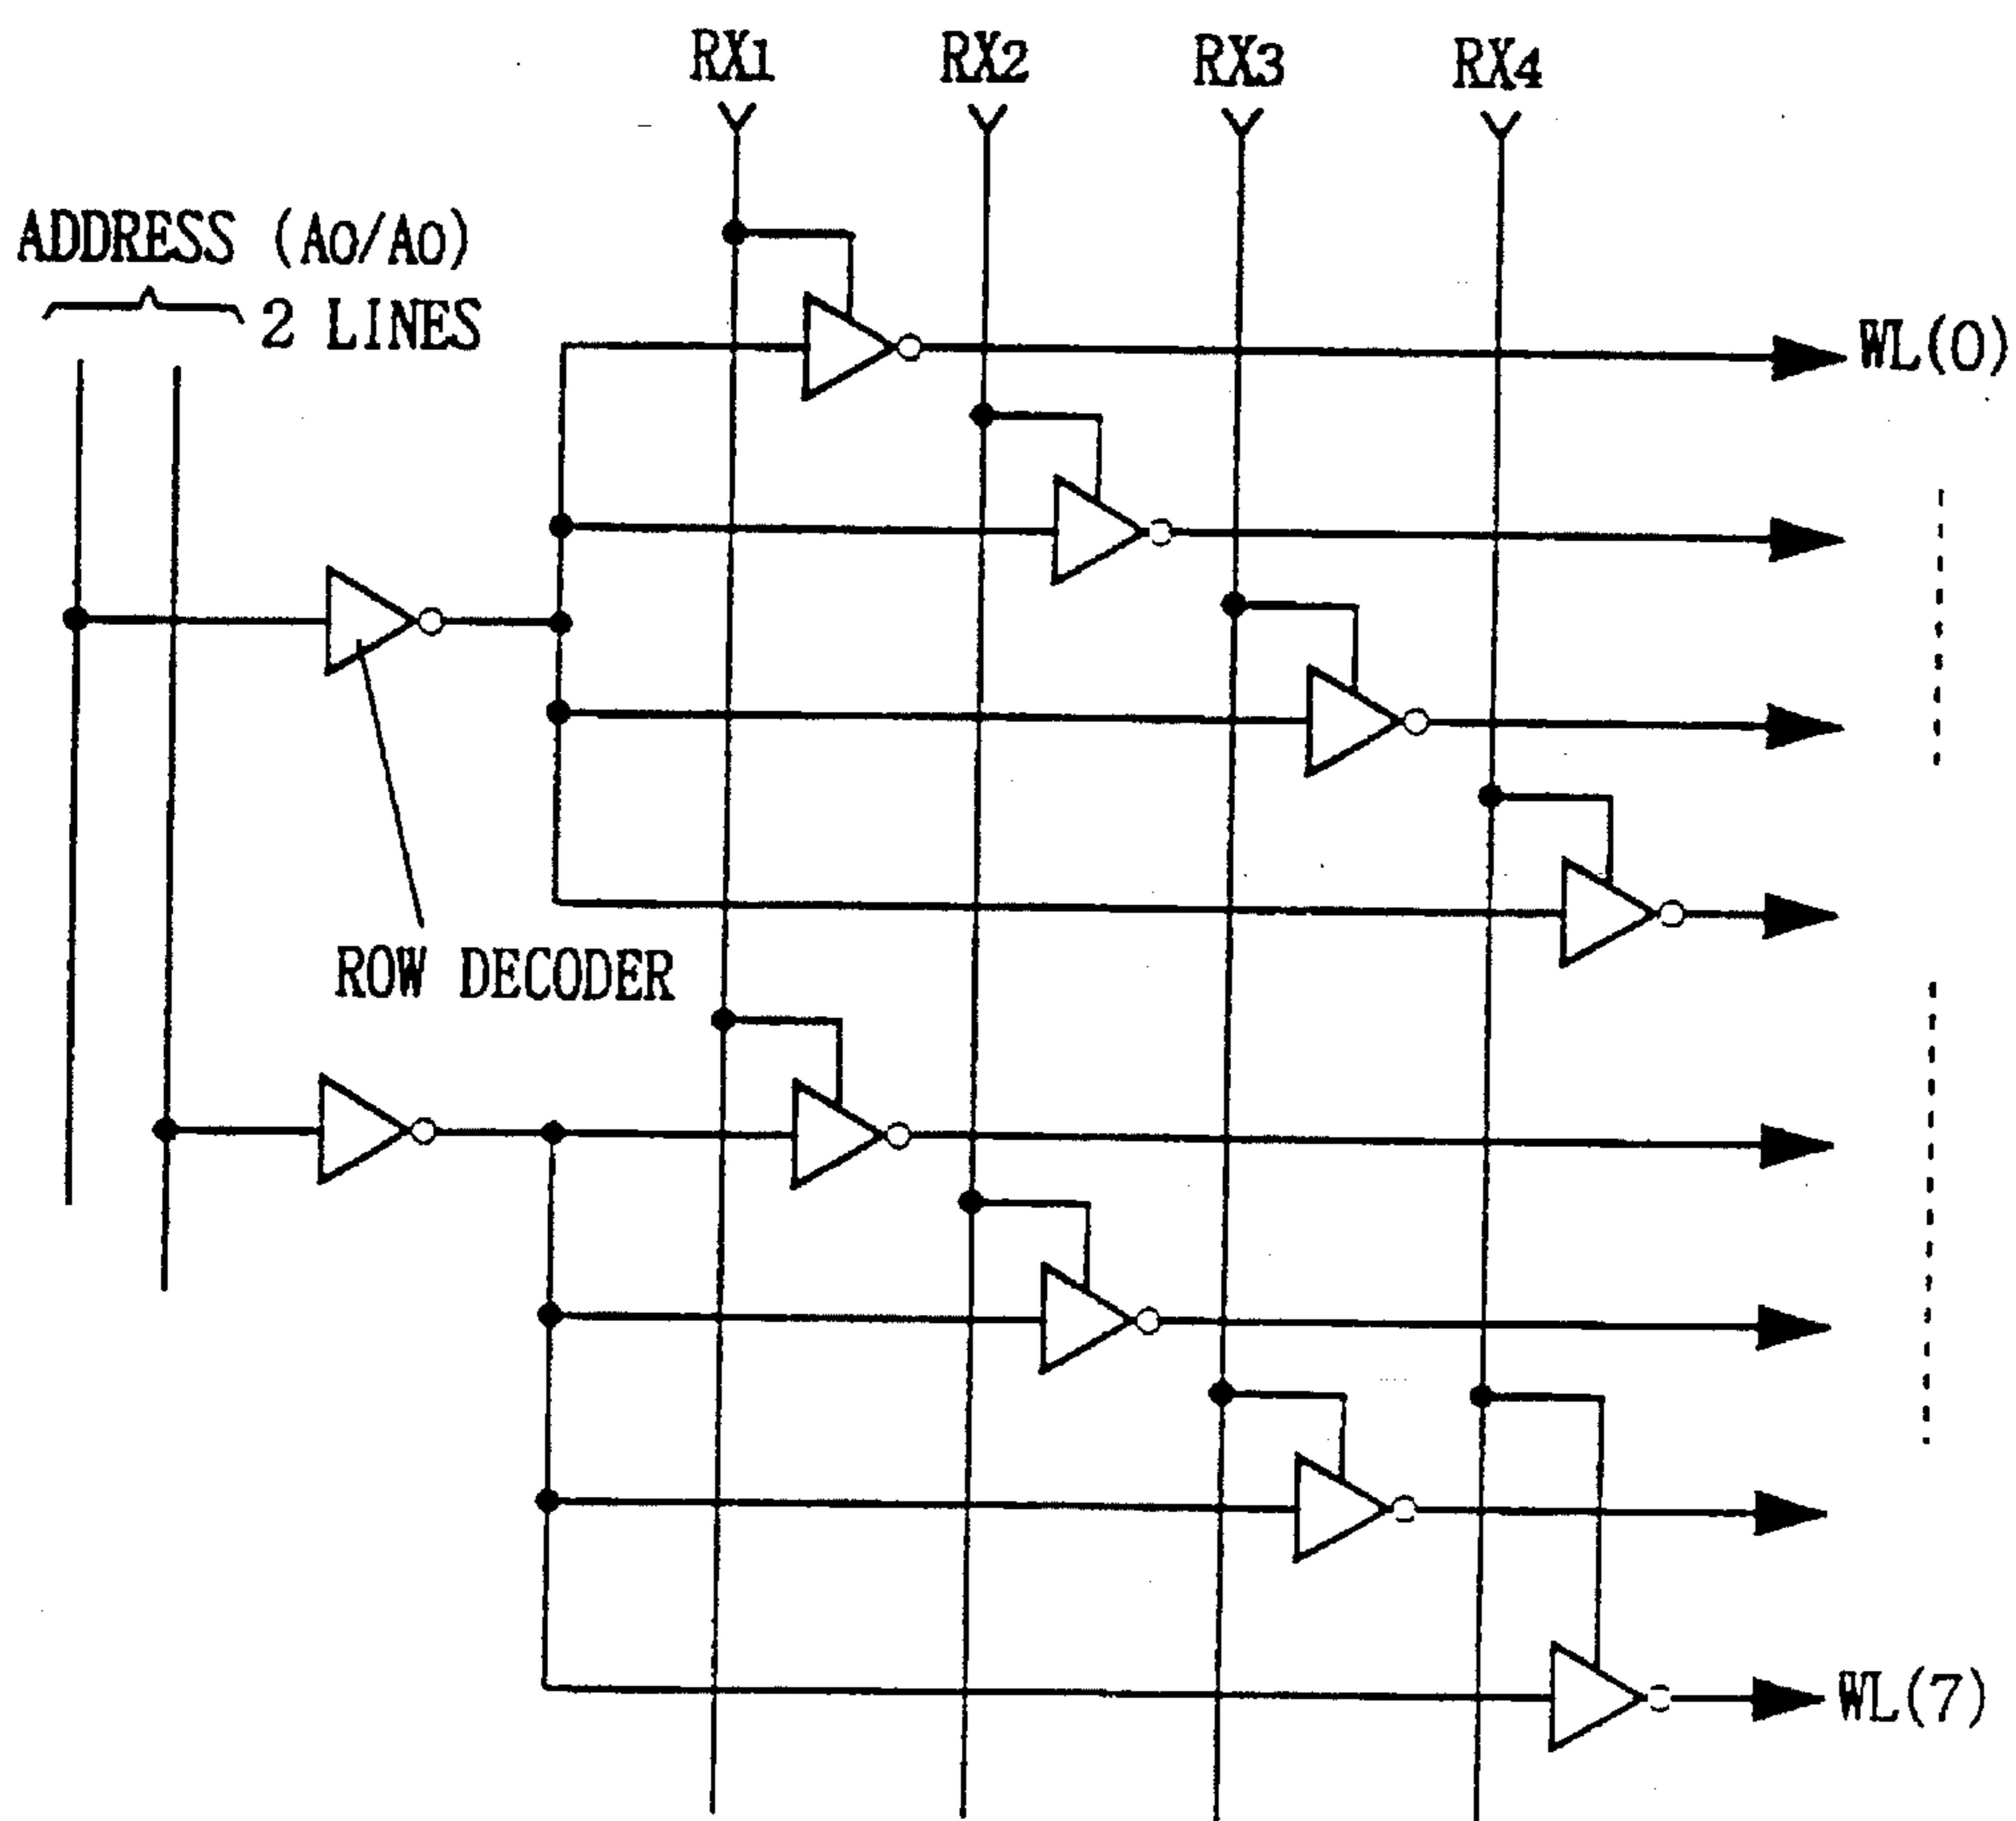 RX1 RX2 RX3 RX4
ADDRESS (A0/A0)
2 LINES
WL(0)
ROW DECODER
WL(7)